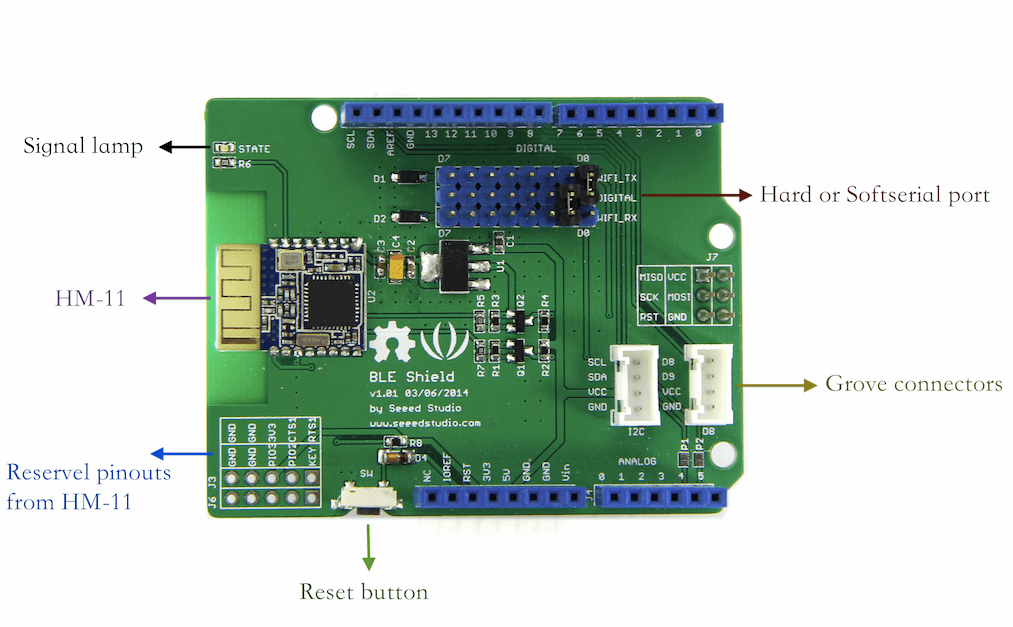 SCL
SDA
AREF
GND
13
12
11
10
9
8
7
6
5
4
3
2
1
0
DIGITAL
Signal lamp
STATE
R6
D7
D0
D1
WIFI_TX
DIGITAL
D2
WIFI_RX
D7
D0
Hard or Softserial port
C3
C4
C2
C1
U1
U2
J7
MISO VCC
SCK MOSI
RST GND
HM-11
R5
R3
Q2
R4
R7
R1
Q1
R2
BLE Shield
v1.01 03/06/2014
by Seeed Studio
www.seeedstudio.com
SCL
SDA
VCC
GND
I2C
D8
D9
VCC
GND
D8
Grove connectors
GND
GND
3V3
CTS1
RTS1
GND
GND
PIO3
PIO2
KEY
J3
J6
Reservel pinouts
from HM-11
R8
D4
SW
NC
IOREF
RST
3V3
5V
GND
GND
Vin
J4
ANALOG
0
1
2
3
4
5
P1
P2
Reset button